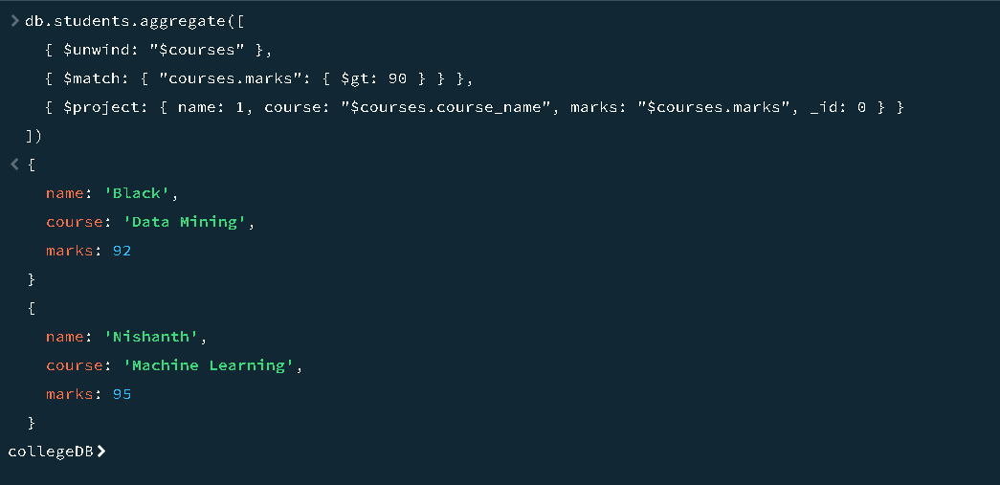 > db.students.aggregate([
{ $unwind: "$courses" },
{ $match: { "courses.marks": { $gt: 90 } } },
{ $project: { name: 1, course: "$courses.course_name", marks: "$courses.marks", _id: 0 } }
])
< {
name: 'Black',
course: 'Data Mining',
marks: 92
}
{
name: 'Nishanth',
course: 'Machine Learning',
marks: 95
}
collegeDB>